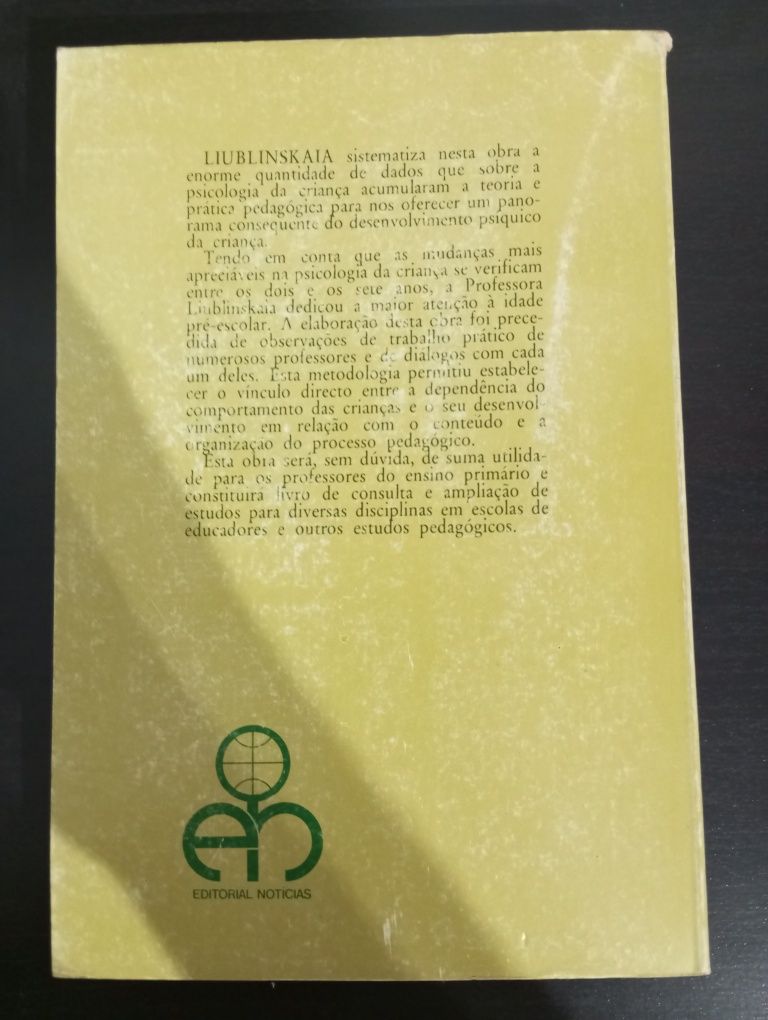 LIUBLINSKAIA sistematiza nesta obra a
enorme quantidade de dados que sobre a
psicologia da criança acumularam a teoria e
prática pedagógica para nos oferecer um pano-
rama consequente do desenvolvimento psíquico
da criança.
Tendo em conta que as mudanças mais
apreciáveis na psicologia da criança se verificam
entre os dois e os sete anos, a Professora
Liublinskaia dedicou a maior atenção à idade
pré-escolar. A elaboração desta obra foi prece-
dida de observações de trabalho prático de
numerosos professores e de diálogos com cada
um deles. Esta metodologia permitiu estabele-
cer o vínculo directo entre a dependência do
comportamento das crianças e o seu desenvol-
vimento em relação com o conteúdo e a
organização do processo pedagógico.
Esta obra será, sem dúvida, de suma utilida-
de para os professores do ensino primário e
constituirá livro de consulta e ampliação de
estudos para diversas disciplinas em escolas de
educadores e outros estudos pedagógicos.
en
EDITORIAL NOTICIAS